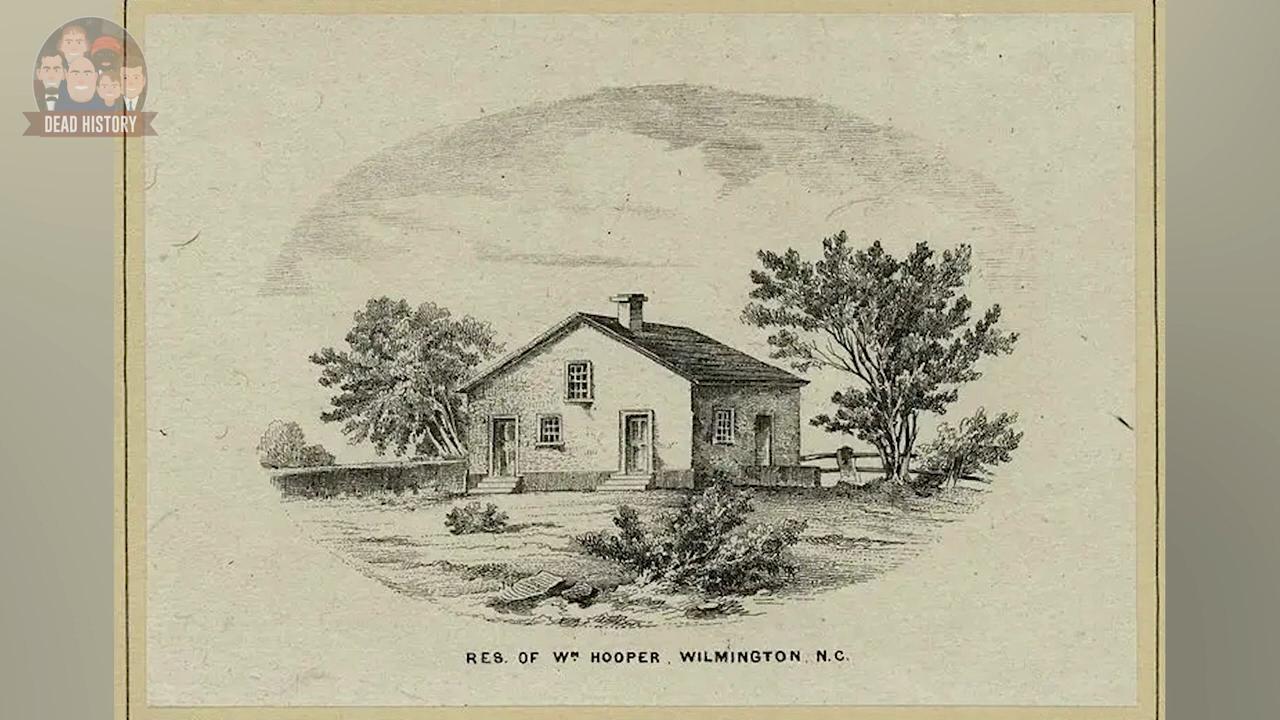 DEAD HISTORY
RES. OF Wᴹ HOOPER, WILMINGTON, N.C.